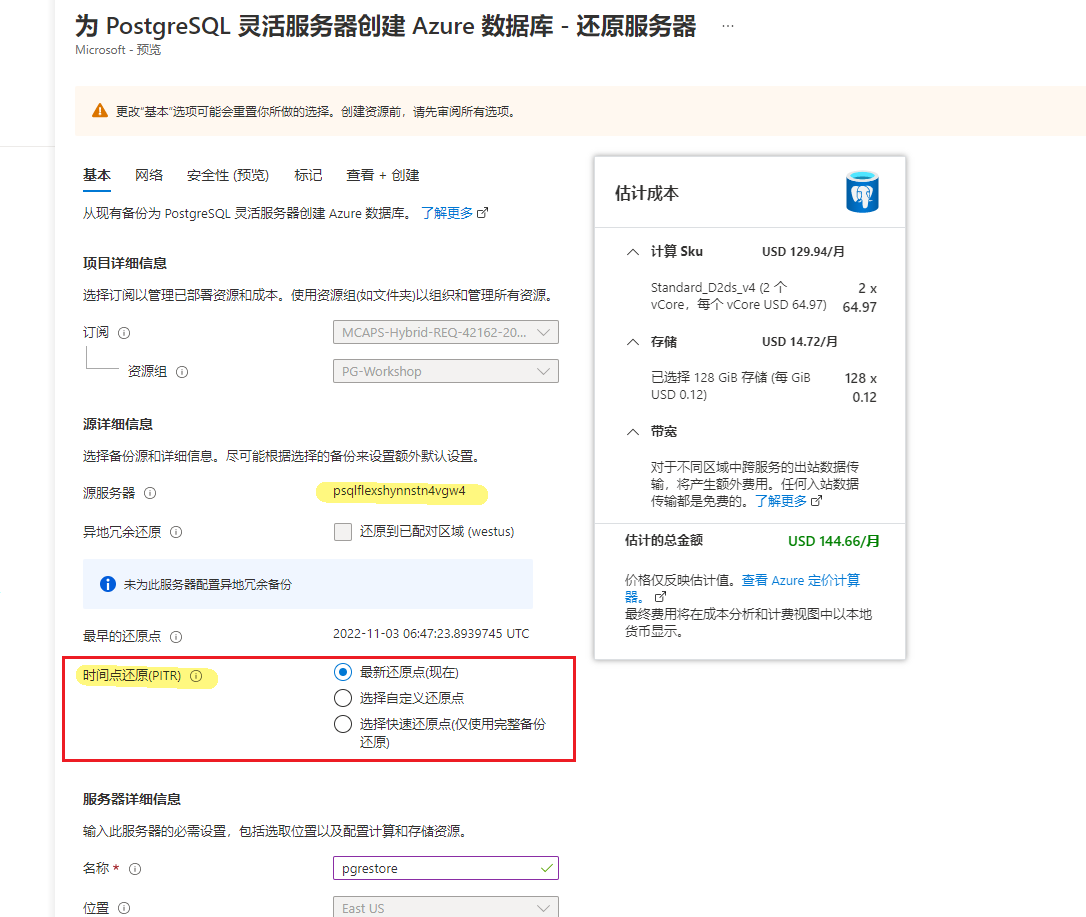 为 PostgreSQL 灵活服务器创建 Azure 数据库 - 还原服务器 ...
Microsoft - 预览
更改“基本”选项可能会重置你所做的选择。创建资源前，请先审阅所有选项。
基本 网络 安全性 (预览) 标记 查看 + 创建
从现有备份为 PostgreSQL 灵活服务器创建 Azure 数据库。 了解更多
项目详细信息
选择订阅以管理已部署资源和成本。使用资源组(如文件夹)以组织和管理所有资源。
订阅 MCAPS-Hybrid-REQ-42162-20...
资源组 PG-Workshop
源详细信息
选择备份源和详细信息。尽可能根据选择的备份来设置额外默认设置。
源服务器 psqlflexshynnstn4vgw4
异地冗余还原 还原到已配对区域 (westus)
未为此服务器配置异地冗余备份
最早的还原点 2022-11-03 06:47:23.8939745 UTC
时间点还原(PITR) 最新还原点(现在)
选择自定义还原点
选择快速还原点(仅使用完整备份
还原)
服务器详细信息
输入此服务器的必需设置，包括选取位置以及配置计算和存储资源。
名称 * pgrestore
位置 East US
估计成本
计算 Sku USD 129.94/月
Standard_D2ds_v4 (2 个 2 x
vCore，每个 vCore USD 64.97) 64.97
存储 USD 14.72/月
已选择 128 GiB 存储 (每 GiB 128 x
USD 0.12) 0.12
带宽
对于不同区域中跨服务的出站数据传
输，将产生额外费用。任何入站数据
传输都是免费的。了解更多
估计的总金额 USD 144.66/月
价格仅反映估计值。查看 Azure 定价计算
器。
最终费用将在成本分析和计费视图中以本地
货币显示。